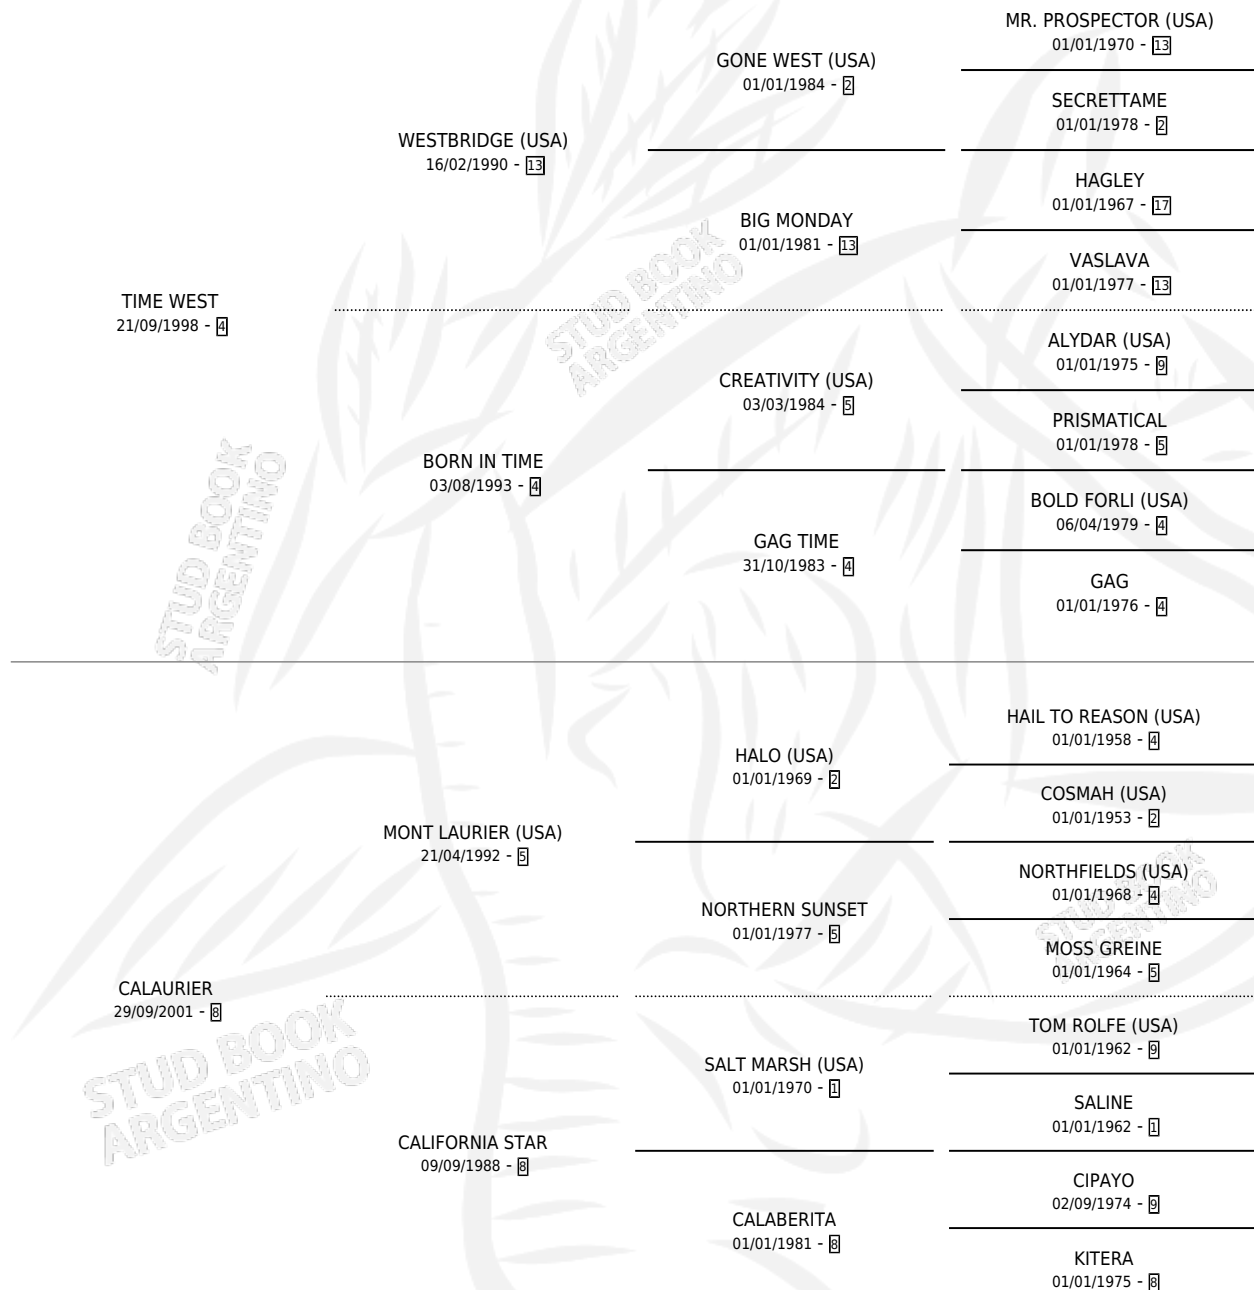 MR. PROSPECTOR (USA)
01/01/1970 - 13
GONE WEST (USA)
01/01/1984 - 2
SECRETTAME
01/01/1978 - 2
WESTBRIDGE (USA)
16/02/1990 - 13
HAGLEY
01/01/1967 - 17
BIG MONDAY
01/01/1981 - 13
VASLAVA
01/01/1977 - 13
TIME WEST
21/09/1998 - 4
ALYDAR (USA)
01/01/1975 - 9
CREATIVITY (USA)
03/03/1984 - 5
PRISMATICAL
01/01/1978 - 5
BORN IN TIME
03/08/1993 - 4
BOLD FORLI (USA)
06/04/1979 - 4
GAG TIME
31/10/1983 - 4
GAG
01/01/1976 - 4
HAIL TO REASON (USA)
01/01/1958 - 4
HALO (USA)
01/01/1969 - 2
COSMAH (USA)
01/01/1953 - 2
MONT LAURIER (USA)
21/04/1992 - 5
NORTHFIELDS (USA)
01/01/1968 - 4
NORTHERN SUNSET
01/01/1977 - 5
MOSS GREINE
01/01/1964 - 5
CALAURIER
29/09/2001 - 8
TOM ROLFE (USA)
01/01/1962 - 9
SALT MARSH (USA)
01/01/1970 - 1
SALINE
01/01/1962 - 1
CALIFORNIA STAR
09/09/1988 - 8
CIPAYO
02/09/1974 - 9
CALABERITA
01/01/1981 - 8
KITERA
01/01/1975 - 8
STUD BOOK
ARGENTINO
STUD BOOK
ARGENTINO
STUD BOOK
ARGENTINO
STUD BOOK
ARGENTINO